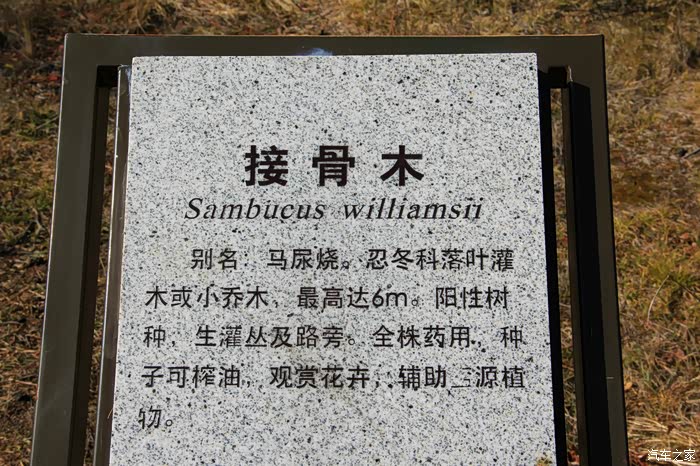 接骨木
Sambucus williamsii
别名：马尿烧。忍冬科落叶灌
木或小乔木，最高达6m。阳性树
种，生灌丛及路旁。全株药用，种
子可榨油，观赏花卉，辅助三源植
物。
汽车之家